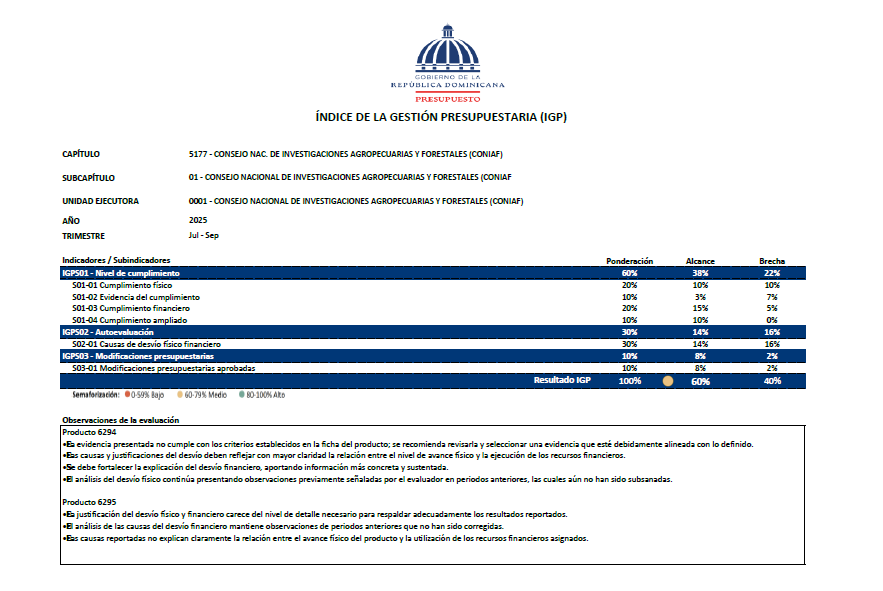 GOBIERNO DE LA
REPÚBLICA DOMINICANA
PRESUPUESTO
ÍNDICE DE LA GESTIÓN PRESUPUESTARIA (IGP)
CAPÍTULO 5177 - CONSEJO NAC. DE INVESTIGACIONES AGROPECUARIAS Y FORESTALES (CONIAF)
SUBCAPÍTULO 01 - CONSEJO NACIONAL DE INVESTIGACIONES AGROPECUARIAS Y FORESTALES (CONIAF
UNIDAD EJECUTORA 0001 - CONSEJO NACIONAL DE INVESTIGACIONES AGROPECUARIAS Y FORESTALES (CONIAF)
AÑO 2025
TRIMESTRE Jul - Sep
Indicadores / Subindicadores Ponderación Alcance Brecha
IGPS01 - Nivel de cumplimiento 60% 38% 22%
S01-01 Cumplimiento físico 20% 10% 10%
S01-02 Evidencia del cumplimiento 10% 3% 7%
S01-03 Cumplimiento financiero 20% 15% 5%
S01-04 Cumplimiento ampliado 10% 10% 0%
IGPS02 - Autoevaluación 30% 14% 16%
S02-01 Causas de desvío físico financiero 30% 14% 16%
IGPS03 - Modificaciones presupuestarias 10% 8% 2%
S03-01 Modificaciones presupuestarias aprobadas 10% 8% 2%
Resultado IGP 100% 60% 40%
Semaforización: 0-59% Bajo 60-79% Medio 80-100% Alto
Observaciones de la evaluación
Producto 6294
•La evidencia presentada no cumple con los criterios establecidos en la ficha del producto; se recomienda revisarla y seleccionar una evidencia que esté debidamente alineada con lo definido.
•Las causas y justificaciones del desvío deben reflejar con mayor claridad la relación entre el nivel de avance físico y la ejecución de los recursos financieros.
•Se debe fortalecer la explicación del desvío financiero, aportando información más concreta y sustentada.
•El análisis del desvío físico continúa presentando observaciones previamente señaladas por el evaluador en periodos anteriores, las cuales aún no han sido subsanadas.
Producto 6295
•La justificación del desvío físico y financiero carece del nivel de detalle necesario para respaldar adecuadamente los resultados reportados.
•El análisis de las causas del desvío financiero mantiene observaciones de periodos anteriores que no han sido corregidas.
•Las causas reportadas no explican claramente la relación entre el avance físico del producto y la utilización de los recursos financieros asignados.